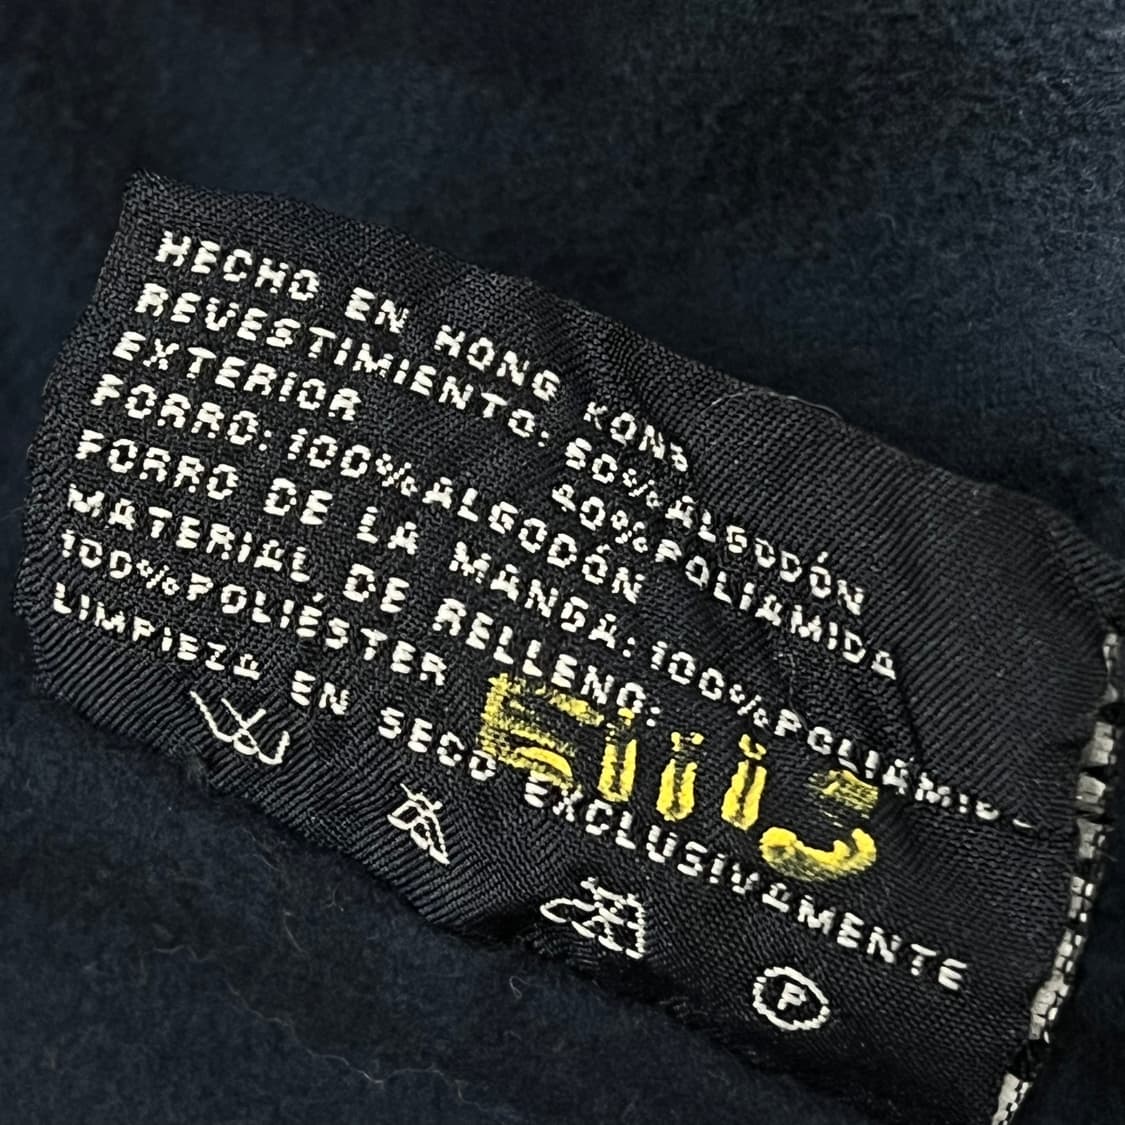 HECHO EN HONG KONG
REVESTIMIENTO: 60%ALGODÓN
EXTERIOR 40%POLIAMIDA
FORRO: 100%ALGODÓN
FORRO DE LA MANGA: 100%POLIAMIDA
MATERIAL DE RELLENO:
100%POLIÉSTER
LIMPIEZA EN SECO EXCLUSIVAMENTE
P